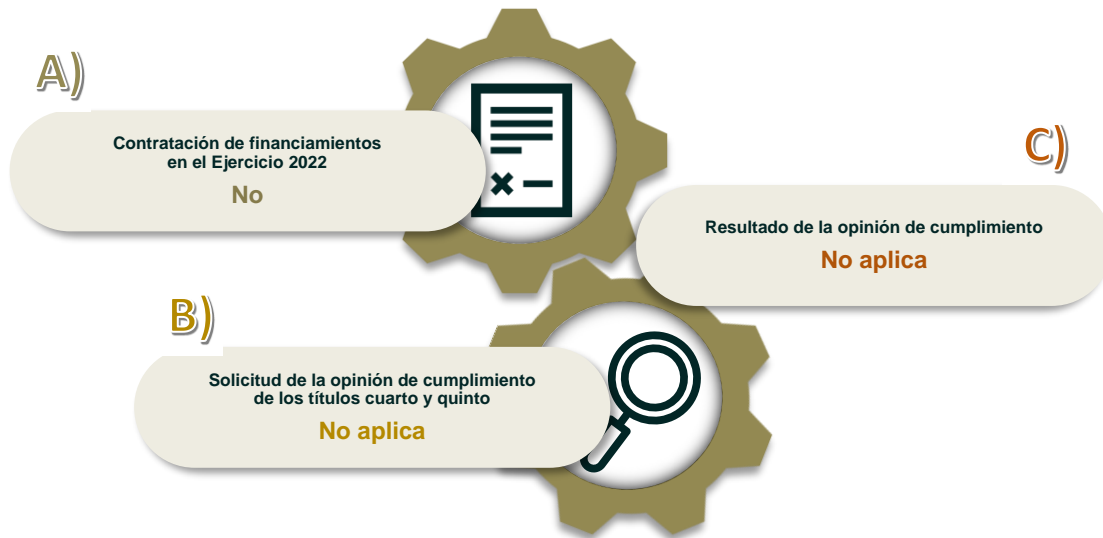 A)
Contratación de financiamientos
en el Ejercicio 2022
No
B)
Solicitud de la opinión de cumplimiento
de los títulos cuarto y quinto
No aplica
C)
Resultado de la opinión de cumplimiento
No aplica